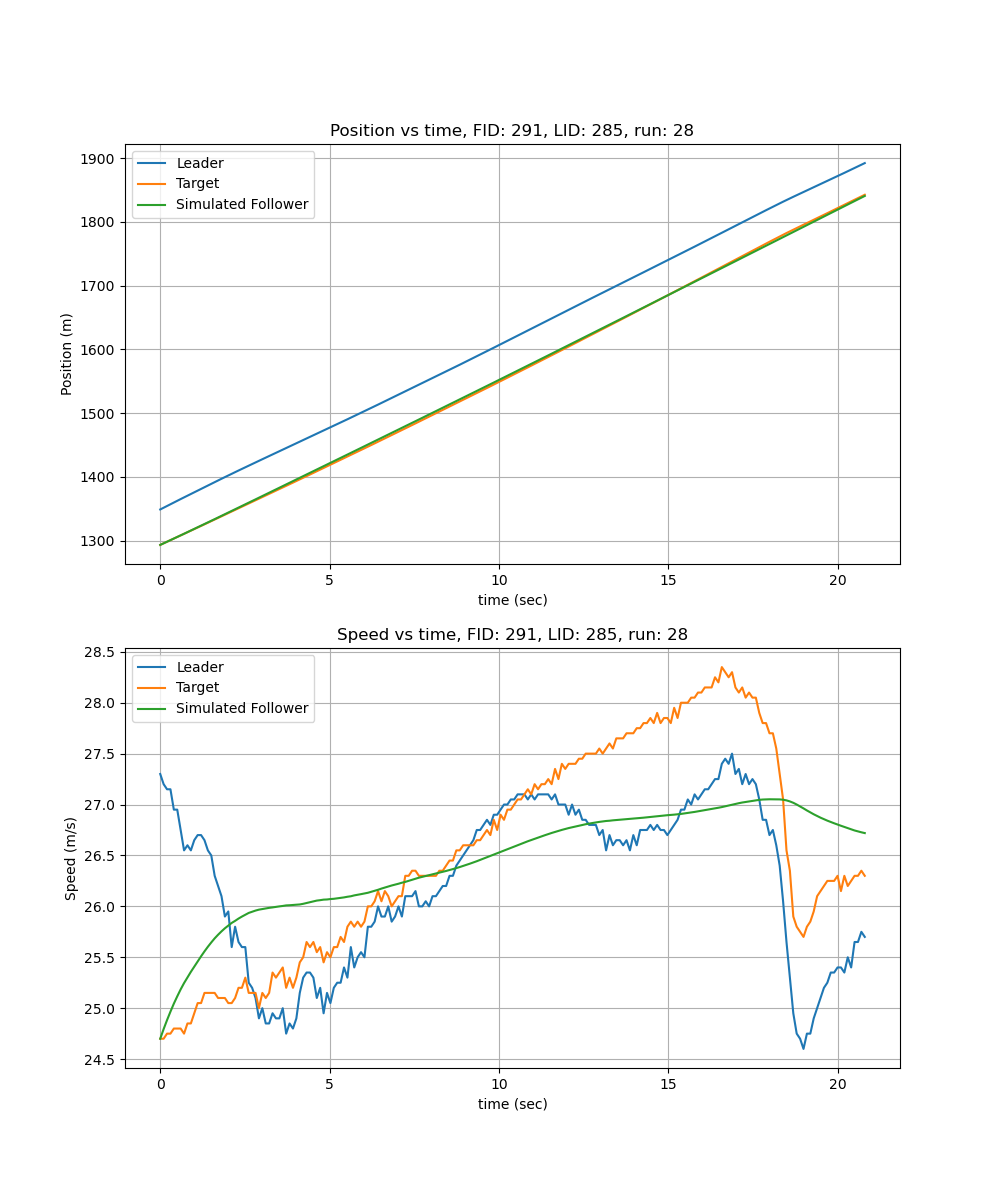 Position vs time, FID: 291, LID: 285, run: 28
Leader
Target
Simulated Follower
1900
1800
1700
1600
1500
1400
1300
Position (m)
0 5 10 15 20
time (sec)
Speed vs time, FID: 291, LID: 285, run: 28
Leader
Target
Simulated Follower
28.5
28.0
27.5
27.0
26.5
26.0
25.5
25.0
24.5
Speed (m/s)
0 5 10 15 20
time (sec)